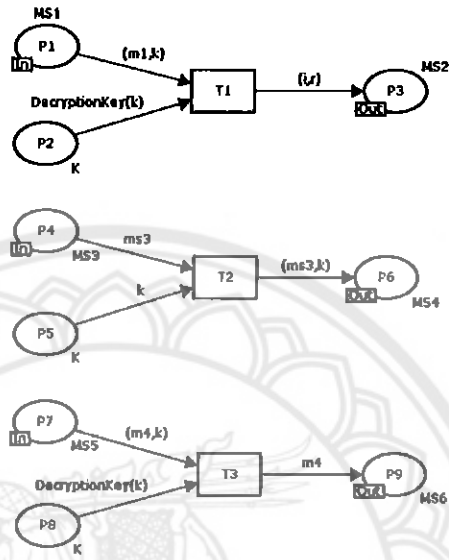 MS1
P1
In
(m1,k)
DecryptionKey(k)
T1
(i,r)
MS2
P3
Out
P2
K
P4
In
MS3
ms3
k
T2
(ms3,k)
P6
Out
MS4
P5
K
P7
In
MS5
(m4,k)
DecryptionKey(k)
T3
m4
P9
Out
MS6
P8
K